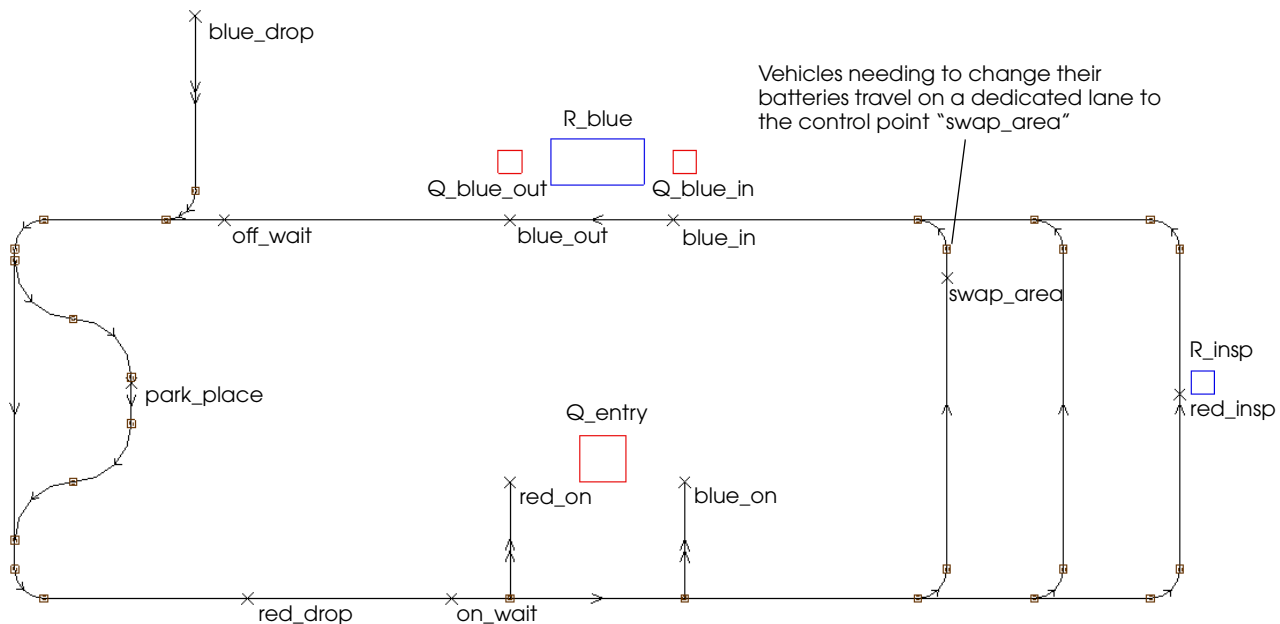 blue_drop
Vehicles needing to change their
batteries travel on a dedicated lane to
the control point “swap_area”
R_blue
Q_blue_out
Q_blue_in
off_wait
blue_out
blue_in
swap_area
R_insp
park_place
red_insp
Q_entry
red_on
blue_on
red_drop
on_wait